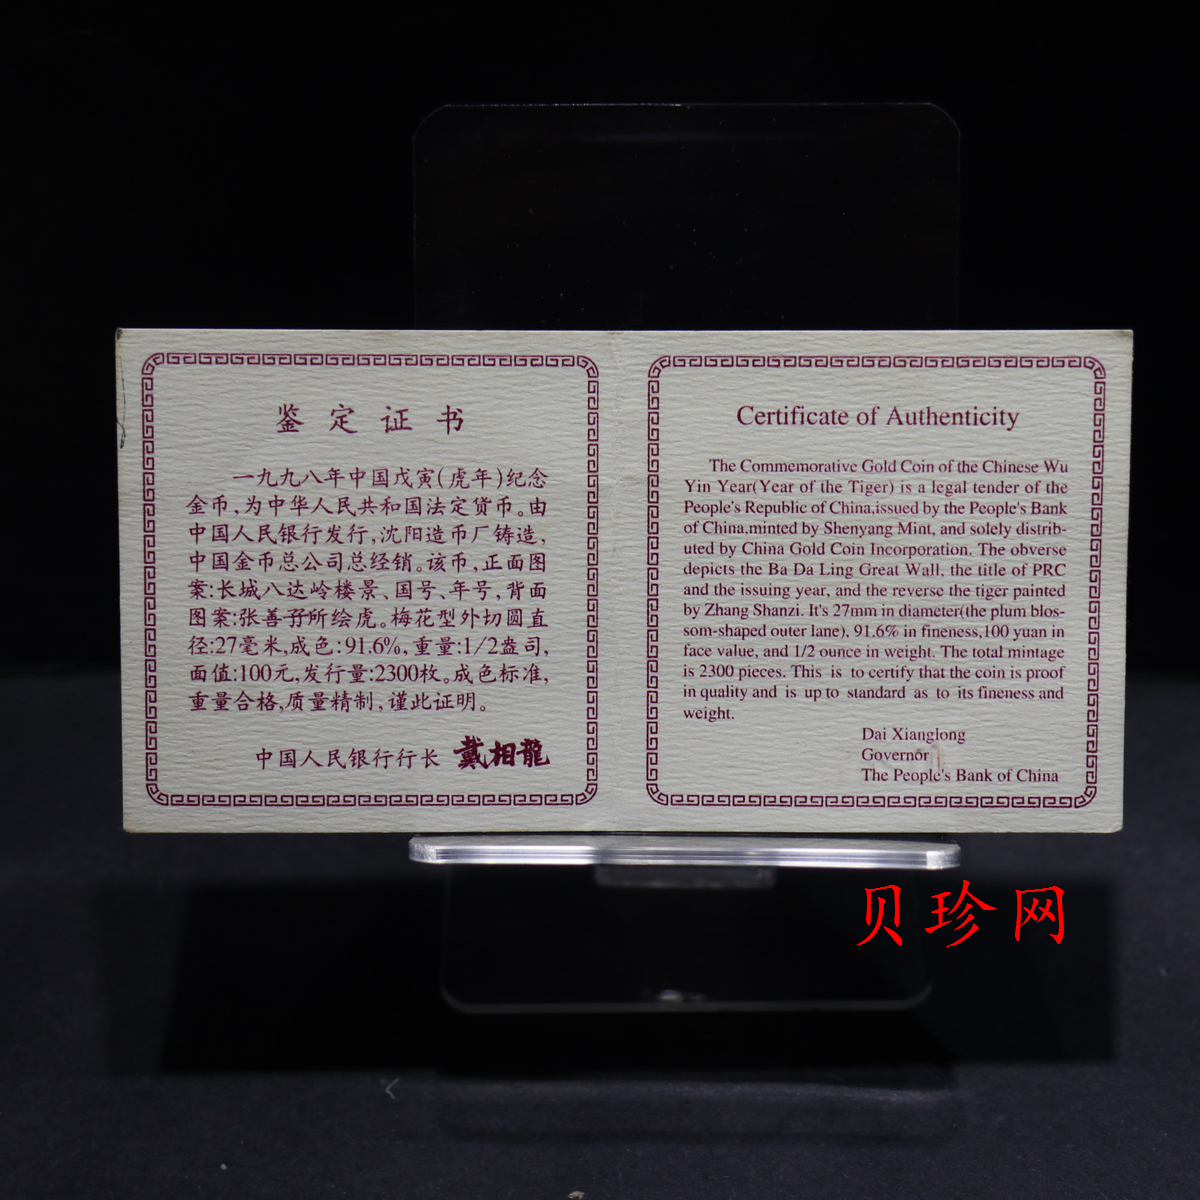 鉴定证书
一九九八年中国戊寅(虎年)纪念
金币,为中华人民共和国法定货币。由
中国人民银行发行,沈阳造币厂铸造,
中国金币总公司总经销。该币,正面图
案:长城八达岭楼景、国号、年号,背面
图案:张善孖所绘虎。梅花型外切圆直
径:27毫米,成色:91.6%,重量:1/2盎司,
面值:100元,发行量:2300枚。成色标准,
重量合格,质量精制,谨此证明。
中国人民银行行长 戴相龍
Certificate of Authenticity
The Commemorative Gold Coin of the Chinese Wu
Yin Year(Year of the Tiger) is a legal tender of the
People's Republic of China,issued by the People's Bank
of China,minted by Shenyang Mint, and solely distrib-
uted by China Gold Coin Incorporation. The obverse
depicts the Ba Da Ling Great Wall, the title of PRC
and the issuing year, and the reverse the tiger painted
by Zhang Shanzi. It's 27mm in diameter(the plum blos-
som-shaped outer lane), 91.6% in fineness,100 yuan in
face value, and 1/2 ounce in weight. The total mintage
is 2300 pieces. This is to certify that the coin is proof
in quality and is up to standard as to its fineness and
weight.
Dai Xianglong
Governor
The People's Bank of China
贝珍网